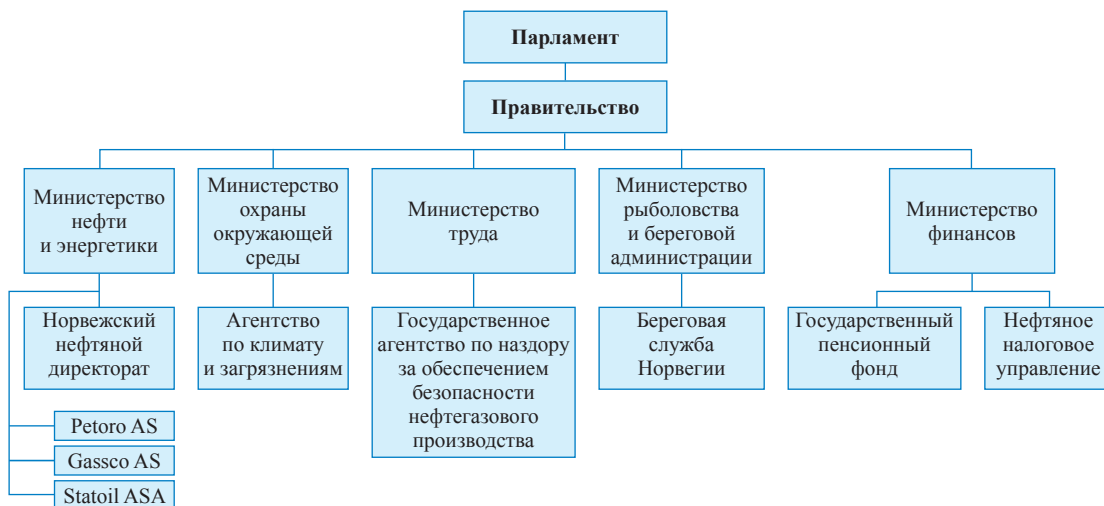 Парламент
Правительство
Министерство
нефти
и энергетики
Министерство
охраны
окружающей
среды
Министерство
труда
Министерство
рыболовства
и береговой
администрации
Министерство
финансов
Норвежский
нефтяной
директорат
Агентство
по климату
и загрязнениям
Государственное
агентство по наздору
за обеспечением
безопасности
нефтегазового
производства
Береговая
служба
Норвегии
Государственный
пенсионный
фонд
Нефтяное
налоговое
управление
Petoro AS
Gassco AS
Statoil ASA